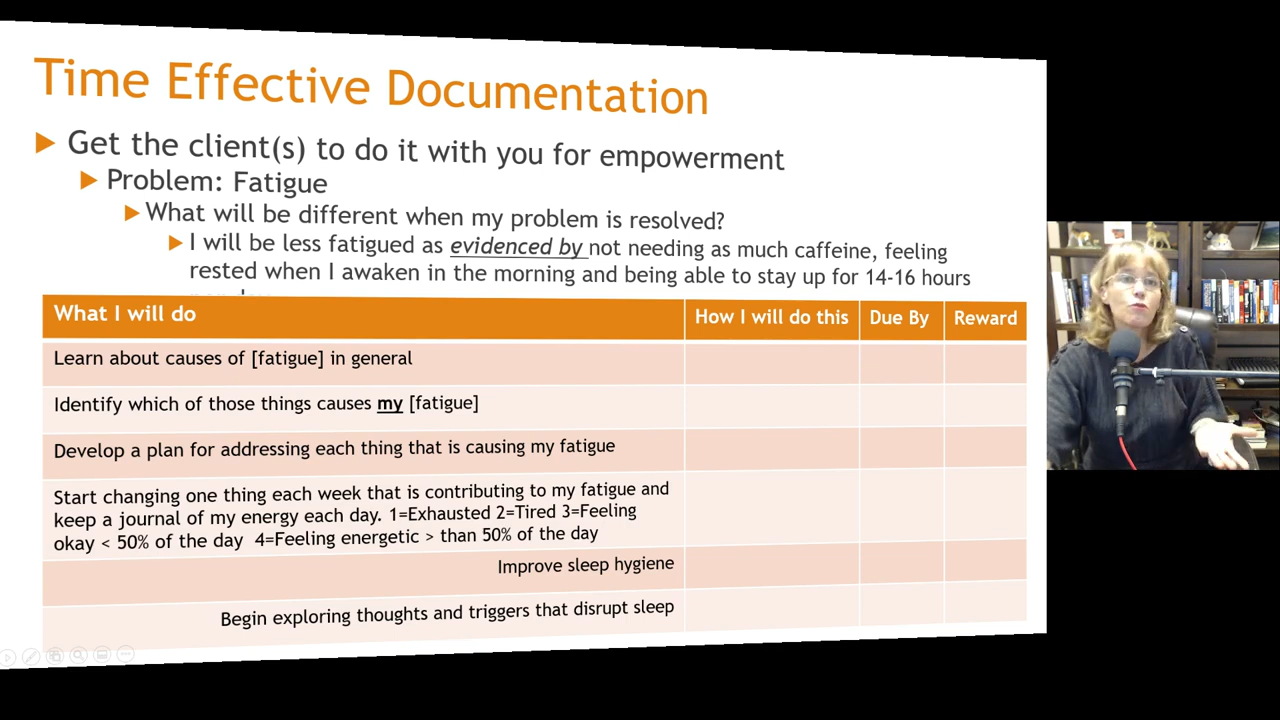 Time Effective Documentation
Get the client(s) to do it with you for empowerment
Problem: Fatigue
What will be different when my problem is resolved?
I will be less fatigued as evidenced by not needing as much caffeine, feeling
rested when I awaken in the morning and being able to stay up for 14-16 hours
What I will do
How I will do this
Due By
Reward
Learn about causes of [fatigue] in general
Identify which of those things causes my [fatigue]
Develop a plan for addressing each thing that is causing my fatigue
Start changing one thing each week that is contributing to my fatigue and
keep a journal of my energy each day. 1=Exhausted 2=Tired 3=Feeling
okay < 50% of the day 4=Feeling energetic > than 50% of the day
Improve sleep hygiene
Begin exploring thoughts and triggers that disrupt sleep